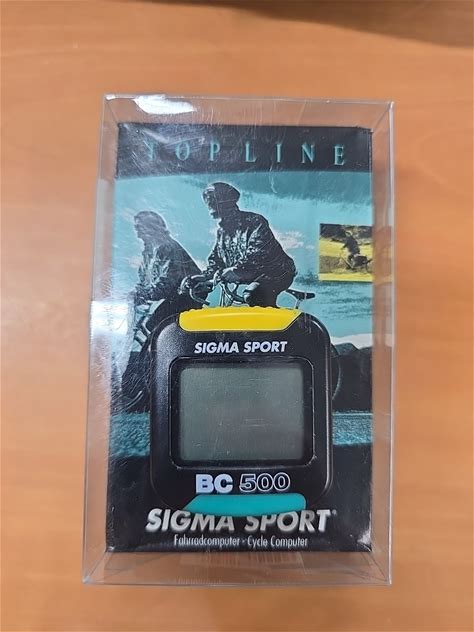 TOPLINE
SIGMA SPORT
BC 500
SIGMA SPORT
Fahrradcomputer · Cycle Computer